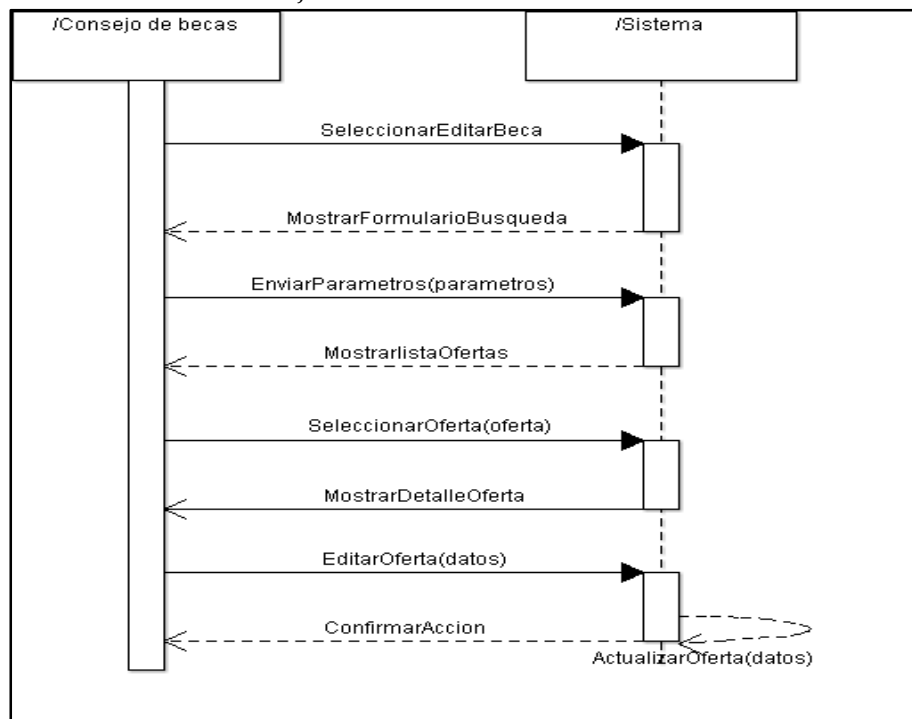 /Consejo de becas
/Sistema
SeleccionarEditarBeca
MostrarFormularioBusqueda
EnviarParametros(parametros)
MostrarlistaOfertas
SeleccionarOferta(oferta)
MostrarDetalleOferta
EditarOferta(datos)
ConfirmarAccion
ActualizarOferta(datos)